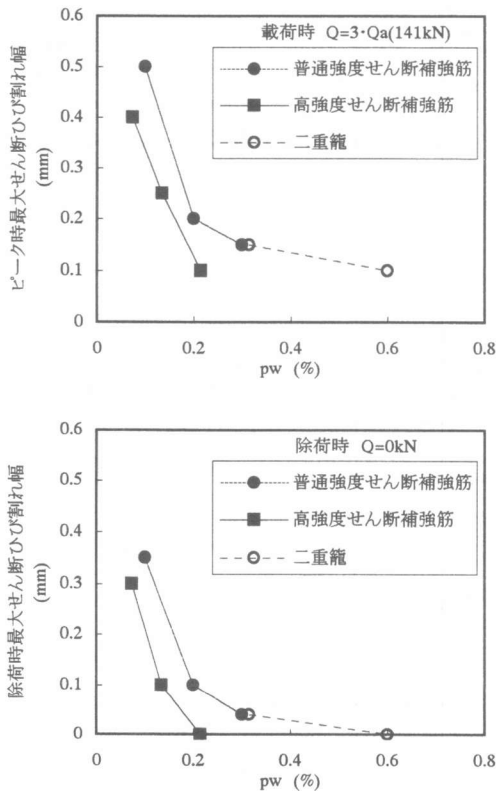 載荷時 Q=3・Qa(141kN)
普通強度せん断補強筋
高強度せん断補強筋
二重籠
ピーク時最大せん断ひび割れ幅
(mm)
0.6
0.5
0.4
0.3
0.2
0.1
0
0
0.2
0.4
0.6
0.8
pw (%)
除荷時 Q=0kN
普通強度せん断補強筋
高強度せん断補強筋
二重籠
除荷時最大せん断ひび割れ幅
(mm)
0.6
0.5
0.4
0.3
0.2
0.1
0
0
0.2
0.4
0.6
0.8
pw (%)